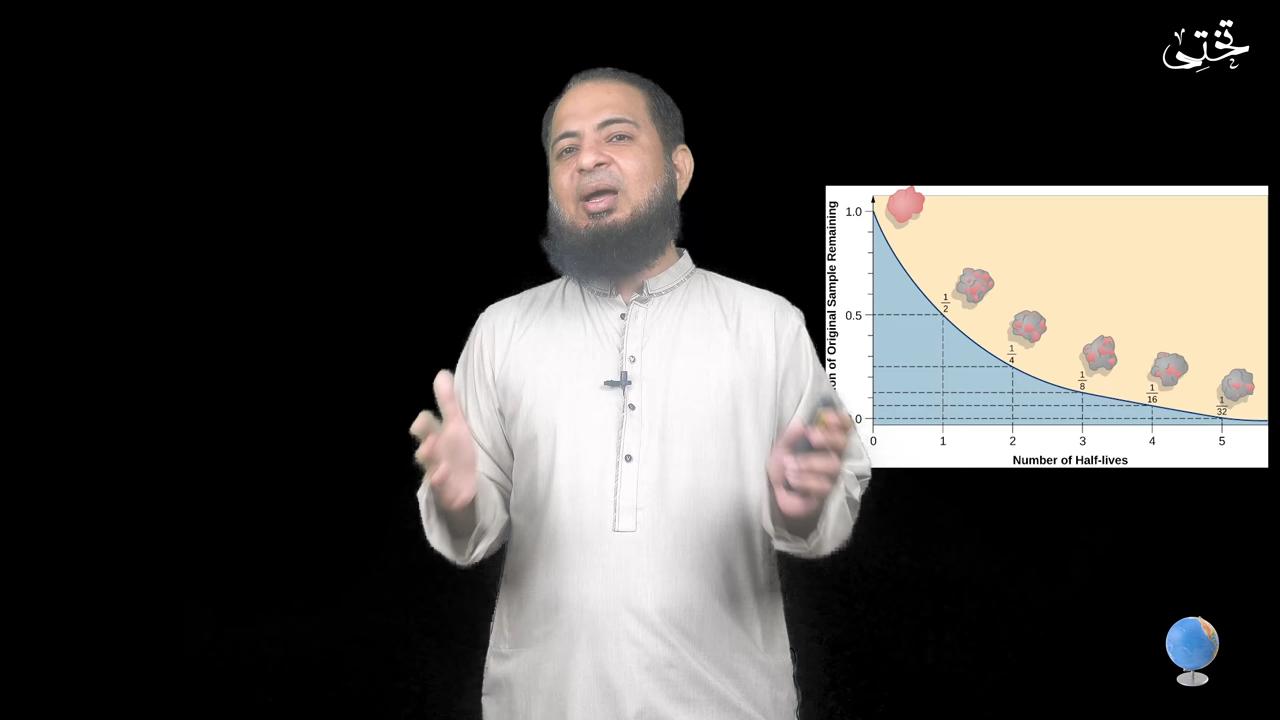 تختی
on of Original Sample Remaining
1.0
0.5
0.0
1/2
1/4
1/8
1/16
1/32
0 1 2 3 4 5
Number of Half-lives